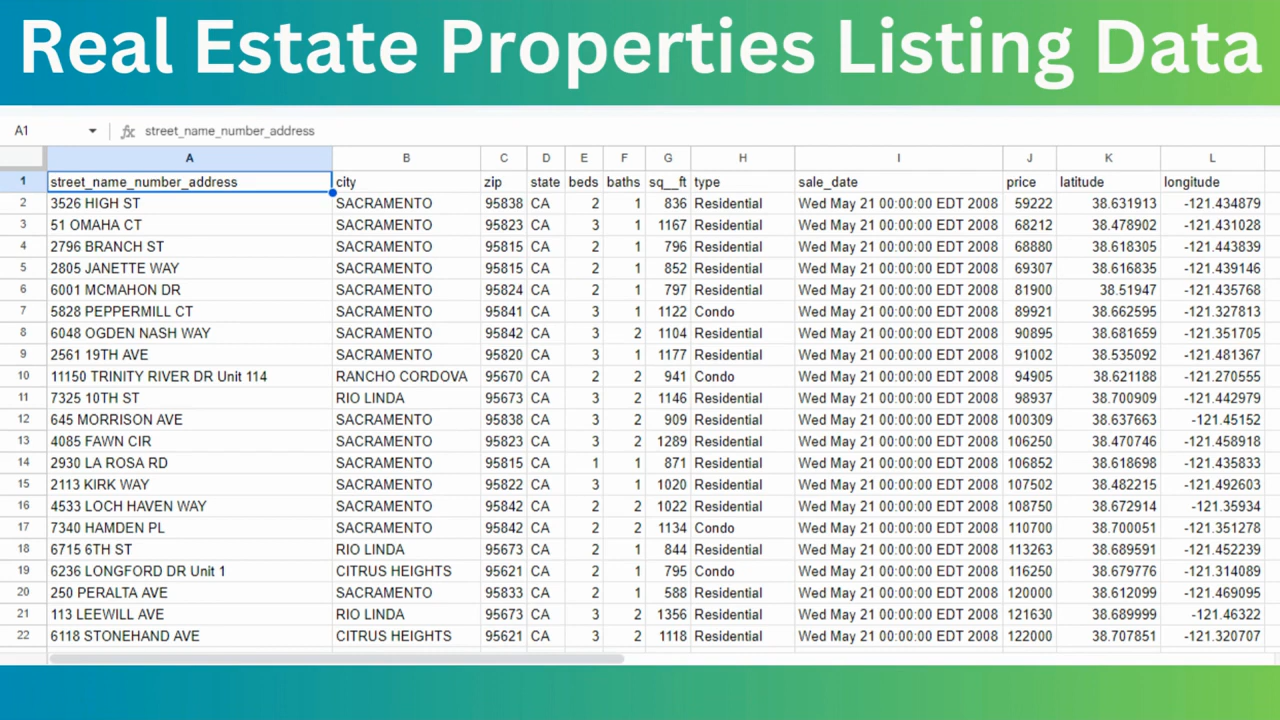 Real Estate Properties Listing Data
A1 fx street_name_number_address
A B C D E F G H I J K L
1 street_name_number_address city zip state beds baths sq__ft type sale_date price latitude longitude
2 3526 HIGH ST SACRAMENTO 95838 CA 2 1 836 Residential Wed May 21 00:00:00 EDT 2008 59222 38.631913 -121.434879
3 51 OMAHA CT SACRAMENTO 95823 CA 3 1 1167 Residential Wed May 21 00:00:00 EDT 2008 68212 38.478902 -121.431028
4 2796 BRANCH ST SACRAMENTO 95815 CA 2 1 796 Residential Wed May 21 00:00:00 EDT 2008 68880 38.618305 -121.443839
5 2805 JANETTE WAY SACRAMENTO 95815 CA 2 1 852 Residential Wed May 21 00:00:00 EDT 2008 69307 38.616835 -121.439146
6 6001 MCMAHON DR SACRAMENTO 95824 CA 2 1 797 Residential Wed May 21 00:00:00 EDT 2008 81900 38.51947 -121.435768
7 5828 PEPPERMILL CT SACRAMENTO 95841 CA 3 1 1122 Condo Wed May 21 00:00:00 EDT 2008 89921 38.662595 -121.327813
8 6048 OGDEN NASH WAY SACRAMENTO 95842 CA 3 2 1104 Residential Wed May 21 00:00:00 EDT 2008 90895 38.681659 -121.351705
9 2561 19TH AVE SACRAMENTO 95820 CA 3 1 1177 Residential Wed May 21 00:00:00 EDT 2008 91002 38.535092 -121.481367
10 11150 TRINITY RIVER DR Unit 114 RANCHO CORDOVA 95670 CA 2 2 941 Condo Wed May 21 00:00:00 EDT 2008 94905 38.621188 -121.270555
11 7325 10TH ST RIO LINDA 95673 CA 3 2 1146 Residential Wed May 21 00:00:00 EDT 2008 98937 38.700909 -121.442979
12 645 MORRISON AVE SACRAMENTO 95838 CA 3 2 909 Residential Wed May 21 00:00:00 EDT 2008 100309 38.637663 -121.45152
13 4085 FAWN CIR SACRAMENTO 95823 CA 3 2 1289 Residential Wed May 21 00:00:00 EDT 2008 106250 38.470746 -121.458918
14 2930 LA ROSA RD SACRAMENTO 95815 CA 1 1 871 Residential Wed May 21 00:00:00 EDT 2008 106852 38.618698 -121.435833
15 2113 KIRK WAY SACRAMENTO 95822 CA 3 1 1020 Residential Wed May 21 00:00:00 EDT 2008 107502 38.482215 -121.492603
16 4533 LOCH HAVEN WAY SACRAMENTO 95842 CA 2 2 1022 Residential Wed May 21 00:00:00 EDT 2008 108750 38.672914 -121.35934
17 7340 HAMDEN PL SACRAMENTO 95842 CA 2 2 1134 Condo Wed May 21 00:00:00 EDT 2008 110700 38.700051 -121.351278
18 6715 6TH ST RIO LINDA 95673 CA 2 1 844 Residential Wed May 21 00:00:00 EDT 2008 113263 38.689591 -121.452239
19 6236 LONGFORD DR Unit 1 CITRUS HEIGHTS 95621 CA 2 1 795 Condo Wed May 21 00:00:00 EDT 2008 116250 38.679776 -121.314089
20 250 PERALTA AVE SACRAMENTO 95833 CA 2 1 588 Residential Wed May 21 00:00:00 EDT 2008 120000 38.612099 -121.469095
21 113 LEEWILL AVE RIO LINDA 95673 CA 3 2 1356 Residential Wed May 21 00:00:00 EDT 2008 121630 38.689999 -121.46322
22 6118 STONEHAND AVE CITRUS HEIGHTS 95621 CA 3 2 1118 Residential Wed May 21 00:00:00 EDT 2008 122000 38.707851 -121.320707